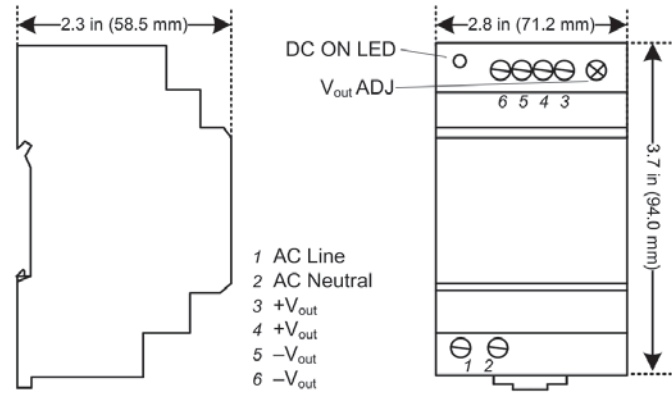 2.3 in (58.5 mm)
2.8 in (71.2 mm)
DC ON LED
Vout ADJ
6 5 4 3
3.7 in (94.0 mm)
1 AC Line
2 AC Neutral
3 +Vout
4 +Vout
5 –Vout
6 –Vout
1 2